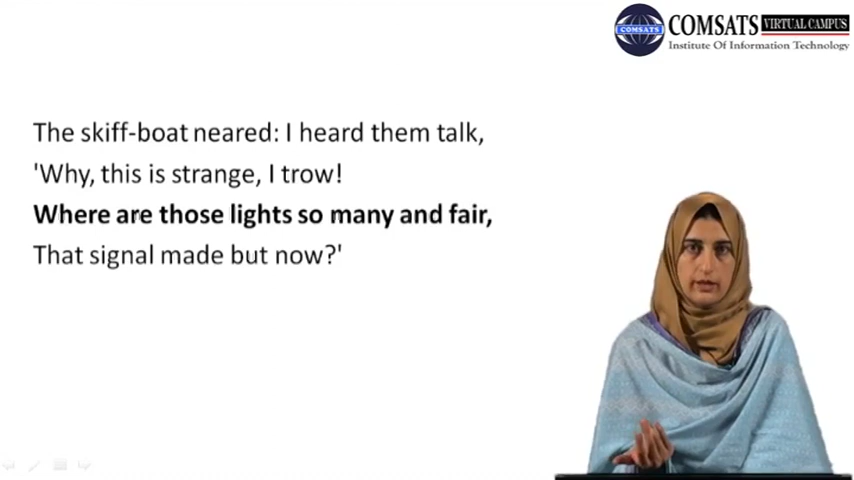 COMSATS VIRTUAL CAMPUS
COMSATS
Institute Of Information Technology
The skiff-boat neared: I heard them talk,
'Why, this is strange, I trow!
Where are those lights so many and fair,
That signal made but now?'